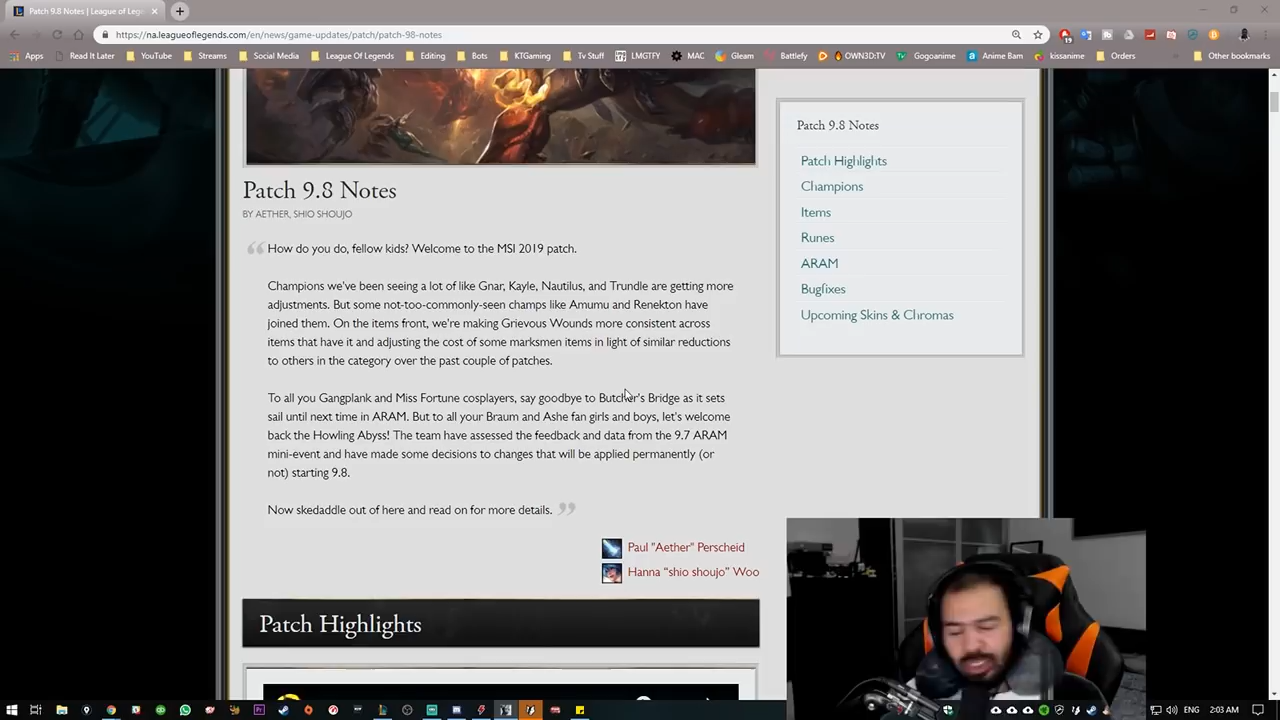 Patch 9.8 Notes | League of Leg
https://na.leagueoflegends.com/en/news/game-updates/patch/patch-98-notes
Apps Read It Later YouTube Streams Social Media League Of Legends Editing Bots KTGaming Tv Stuff LMGTFY MAC Gleam Battlefy OWN3D:TV Gogoanime Anime Bam kissanime Orders Other bookmarks
Patch 9.8 Notes
BY AETHER, SHIO SHOUJO
How do you do, fellow kids? Welcome to the MSI 2019 patch.
Champions we've been seeing a lot of like Gnar, Kayle, Nautilus, and Trundle are getting more
adjustments. But some not-too-commonly-seen champs like Amumu and Renekton have
joined them. On the items front, we're making Grievous Wounds more consistent across
items that have it and adjusting the cost of some marksmen items in light of similar reductions
to others in the category over the past couple of patches.
To all you Gangplank and Miss Fortune cosplayers, say goodbye to Butcher's Bridge as it sets
sail until next time in ARAM. But to all your Braum and Ashe fan girls and boys, let's welcome
back the Howling Abyss! The team have assessed the feedback and data from the 9.7 ARAM
mini-event and have made some decisions to changes that will be applied permanently (or
not) starting 9.8.
Now skedaddle out of here and read on for more details.
Paul "Aether" Perscheid
Hanna "shio shoujo" Woo
Patch Highlights
Patch 9.8 Notes
Patch Highlights
Champions
Items
Runes
ARAM
Bugfixes
Upcoming Skins & Chromas
ENG 2:03 AM